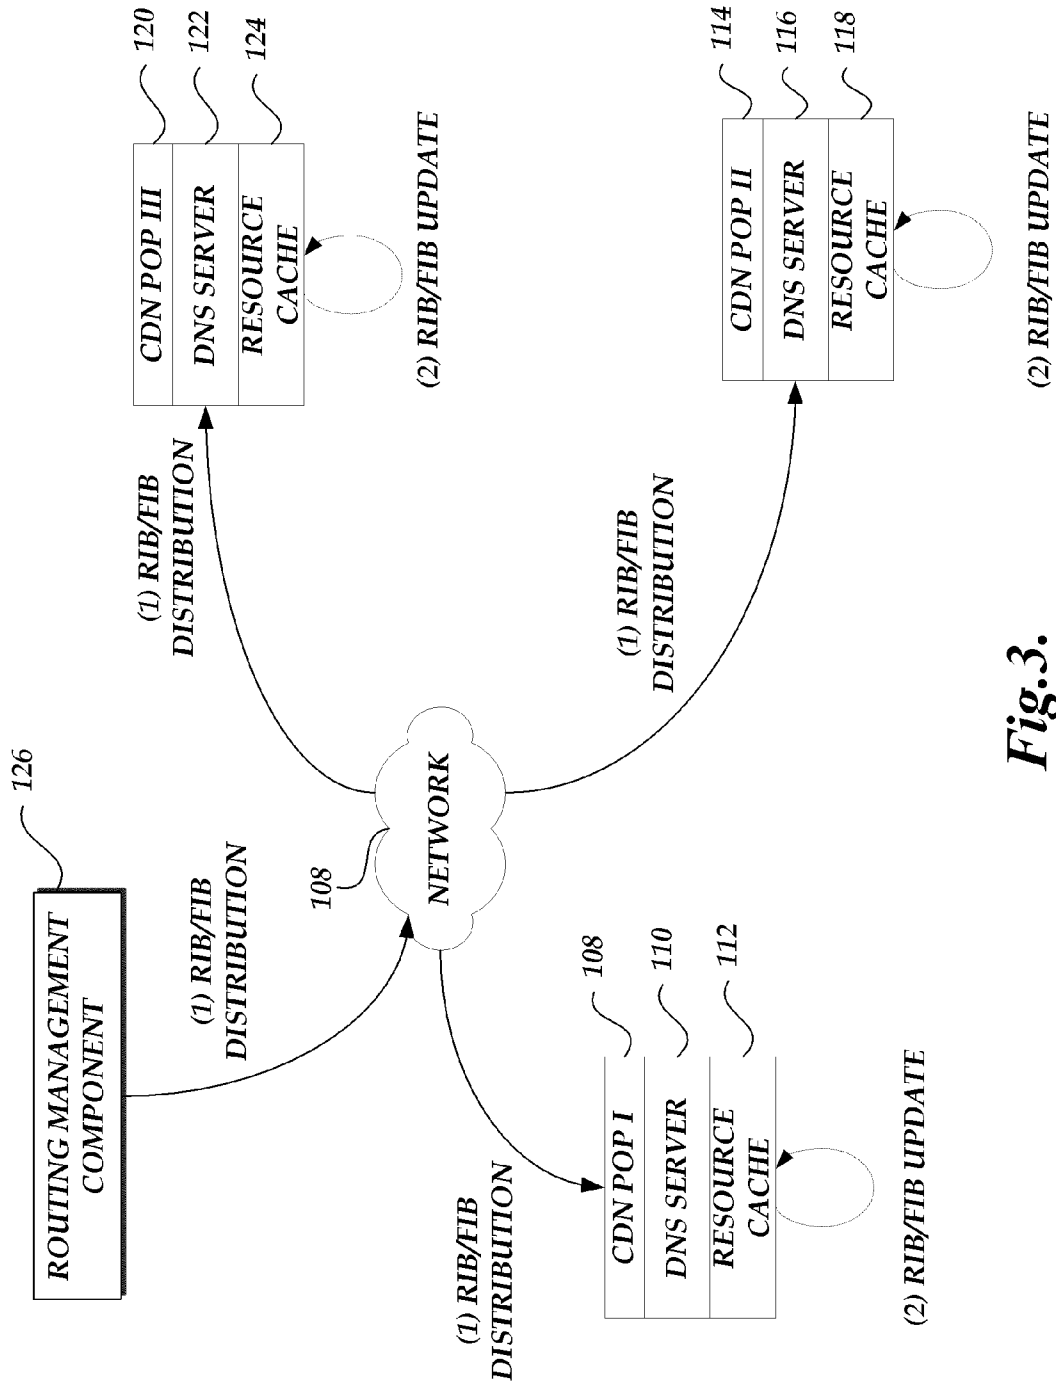 ROUTING MANAGEMENT
COMPONENT
126
(1) RIB/FIB
DISTRIBUTION
108
NETWORK
(1) RIB/FIB
DISTRIBUTION
CDN POP III
DNS SERVER
RESOURCE
CACHE
120
122
124
(2) RIB/FIB UPDATE
(1) RIB/FIB
DISTRIBUTION
CDN POP I
DNS SERVER
RESOURCE
CACHE
108
110
112
(2) RIB/FIB UPDATE
(1) RIB/FIB
DISTRIBUTION
CDN POP II
DNS SERVER
RESOURCE
CACHE
114
116
118
(2) RIB/FIB UPDATE
Fig.3.